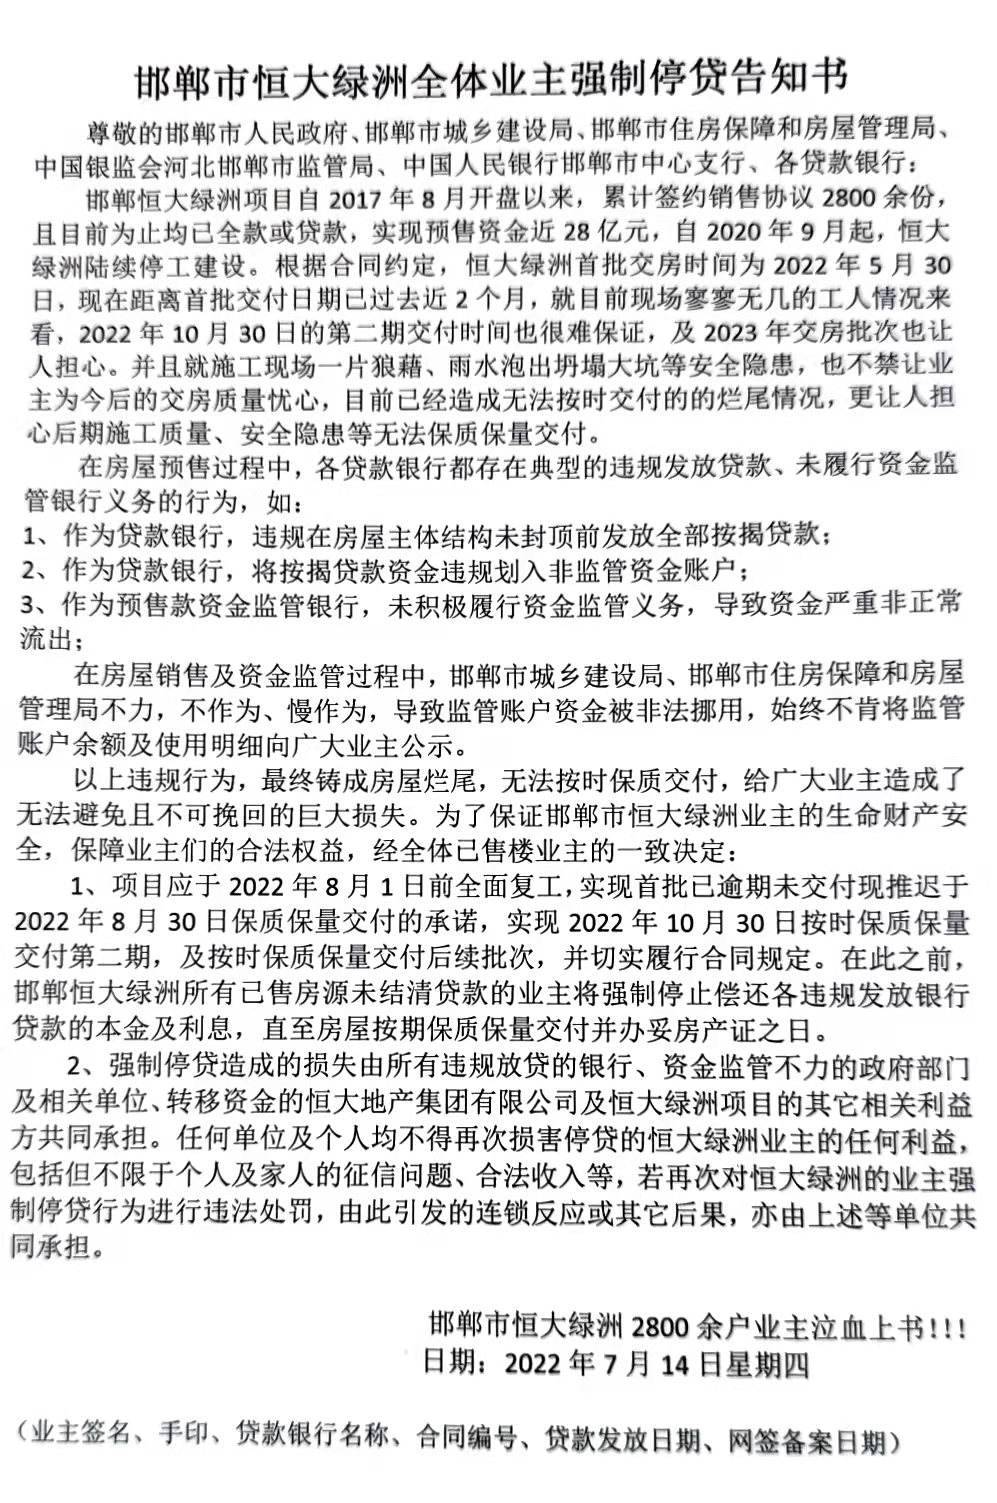 邯郸市恒大绿洲全体业主强制停贷告知书
尊敬的邯郸市人民政府、邯郸市城乡建设局、邯郸市住房保障和房屋管理局、
中国银监会河北邯郸市监管局、中国人民银行邯郸市中心支行、各贷款银行：
邯郸恒大绿洲项目自 2017 年 8 月开盘以来，累计签约销售协议 2800 余份，
且目前为止均已全款或贷款，实现预售资金近 28 亿元，自 2020 年 9 月起，恒大
绿洲陆续停工建设。根据合同约定，恒大绿洲首批交房时间为 2022 年 5 月 30
日，现在距离首批交付日期已过去近 2 个月，就目前现场寥寥无几的工人情况来
看，2022 年 10 月 30 日的第二期交付时间也很难保证，及 2023 年交房批次也让
人担心。并且就施工现场一片狼藉、雨水泡出坍塌大坑等安全隐患，也不禁让业
主为今后的交房质量忧心，目前已经造成无法按时交付的的烂尾情况，更让人担
心后期施工质量、安全隐患等无法保质保量交付。
在房屋预售过程中，各贷款银行都存在典型的违规发放贷款、未履行资金监
管银行义务的行为，如：
1、作为贷款银行，违规在房屋主体结构未封顶前发放全部按揭贷款；
2、作为贷款银行，将按揭贷款资金违规划入非监管资金账户；
3、作为预售款资金监管银行，未积极履行资金监管义务，导致资金严重非正常
流出；
在房屋销售及资金监管过程中，邯郸市城乡建设局、邯郸市住房保障和房屋
管理局不力，不作为、慢作为，导致监管账户资金被非法挪用，始终不肯将监管
账户余额及使用明细向广大业主公示。
以上违规行为，最终铸成房屋烂尾，无法按时保质交付，给广大业主造成了
无法避免且不可挽回的巨大损失。为了保证邯郸市恒大绿洲业主的生命财产安
全，保障业主们的合法权益，经全体已售楼业主的一致决定：
1、项目应于 2022 年 8 月 1 日前全面复工，实现首批已逾期未交付现推迟于
2022 年 8 月 30 日保质保量交付的承诺，实现 2022 年 10 月 30 日按时保质保量
交付第二期，及按时保质保量交付后续批次，并切实履行合同规定。在此之前，
邯郸恒大绿洲所有已售房源未结清贷款的业主将强制停止偿还各违规发放银行
贷款的本金及利息，直至房屋按期保质保量交付并办妥房产证之日。
2、强制停贷造成的损失由所有违规放贷的银行、资金监管不力的政府部门
及相关单位、转移资金的恒大地产集团有限公司及恒大绿洲项目的其它相关利益
方共同承担。任何单位及个人均不得再次损害停贷的恒大绿洲业主的任何利益，
包括但不限于个人及家人的征信问题、合法收入等，若再次对恒大绿洲的业主强
制停贷行为进行违法处罚，由此引发的连锁反应或其它后果，亦由上述等单位共
同承担。
邯郸市恒大绿洲 2800 余户业主泣血上书！！！
日期：2022 年 7 月 14 日星期四
（业主签名、手印、贷款银行名称、合同编号、贷款发放日期、网签备案日期）